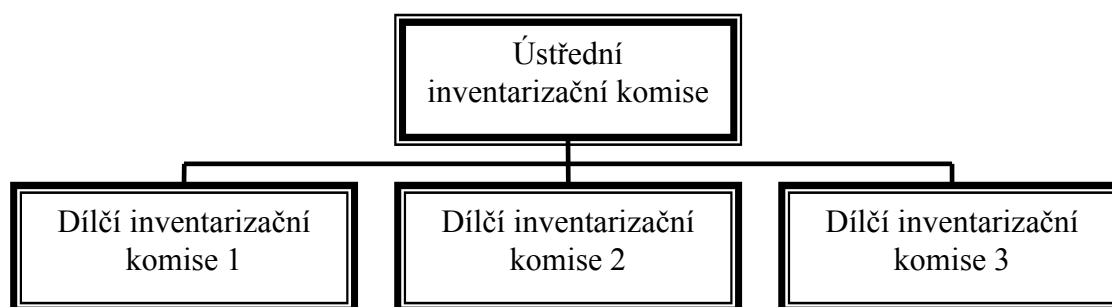 Ústřední
inventarizační komise
Dílčí inventarizační
komise 1
Dílčí inventarizační
komise 2
Dílčí inventarizační
komise 3